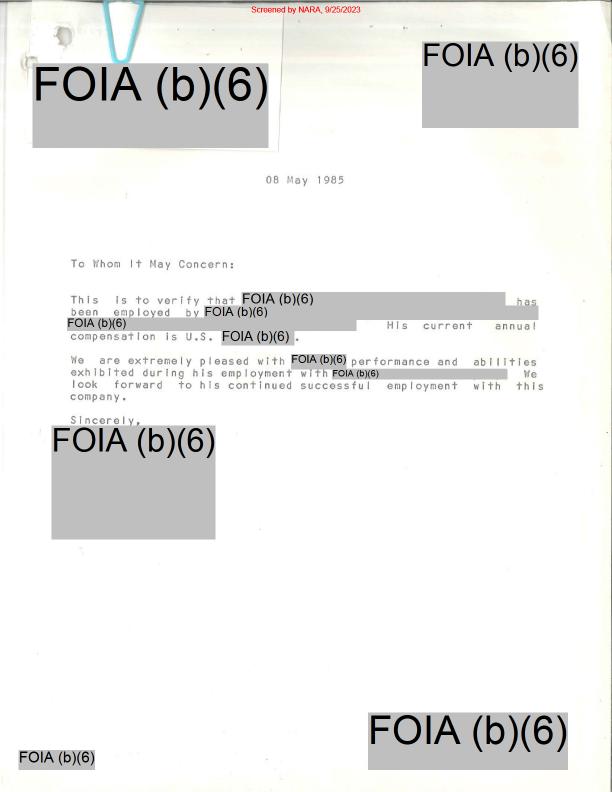 Screened by NARA, 9/25/2023
FOIA (b)(6)
FOIA (b)(6)
08 May 1985
To Whom It May Concern:
This is to verify that FOIA (b)(6) has
been employed by FOIA (b)(6)
FOIA (b)(6) His current annual
compensation is U.S. FOIA (b)(6) .
We are extremely pleased with FOIA (b)(6) performance and abilities
exhibited during his employment with FOIA (b)(6) We
look forward to his continued successful employment with this
company.
Sincerely,
FOIA (b)(6)
FOIA (b)(6)
FOIA (b)(6)